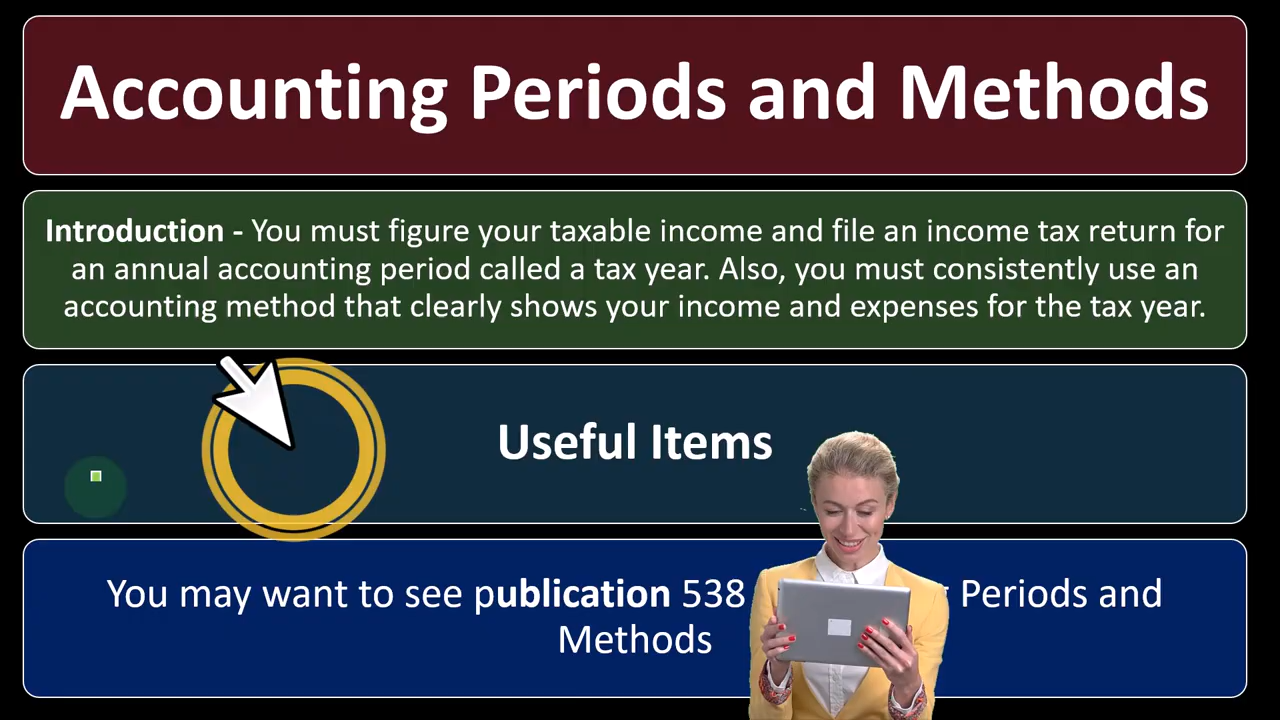 Accounting Periods and Methods
Introduction - You must figure your taxable income and file an income tax return for
an annual accounting period called a tax year. Also, you must consistently use an
accounting method that clearly shows your income and expenses for the tax year.
Useful Items
You may want to see publication 538 Periods and
Methods